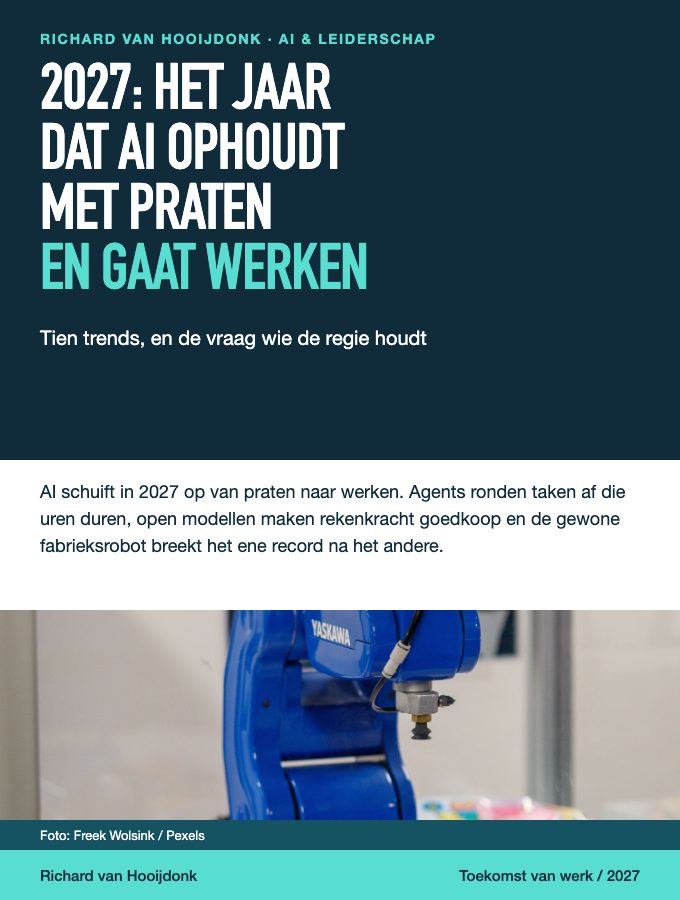 RICHARD VAN HOOIJDONK · AI & LEIDERSCHAP
2027: HET JAAR
DAT AI OPHOUDT
MET PRATEN
EN GAAT WERKEN
Tien trends, en de vraag wie de regie houdt
AI schuift in 2027 op van praten naar werken. Agents ronden taken af die
uren duren, open modellen maken rekenkracht goedkoop en de gewone
fabrieksrobot breekt het ene record na het andere.
YASKAWA
Foto: Freek Wolsink / Pexels
Richard van Hooijdonk
Toekomst van werk / 2027